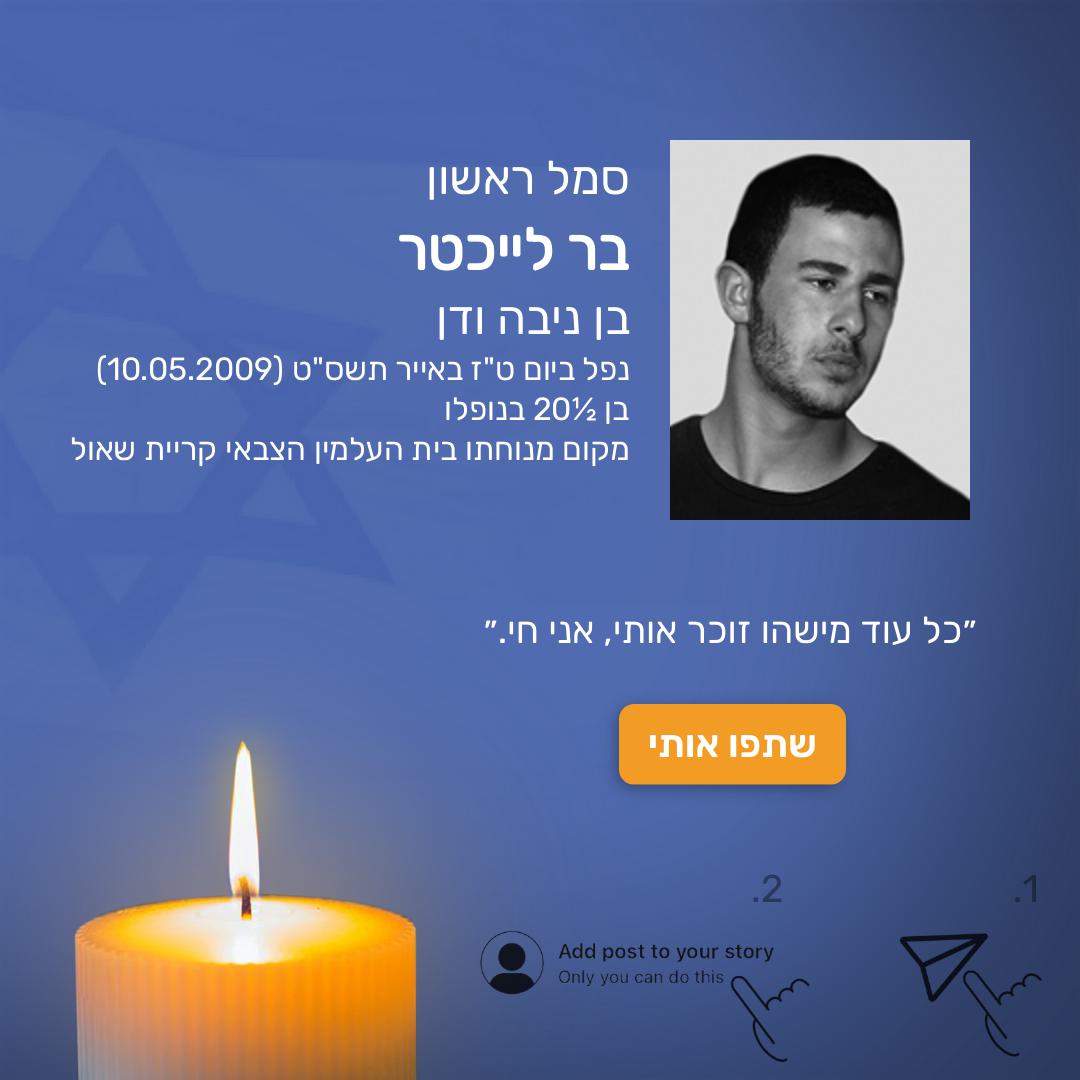 סמל ראשון
בר לייכטר
בן ניבה ודן
נפל ביום ט"ז באייר תשס"ט (10.05.2009)
בן 20½ בנופלו
מקום מנוחתו בית העלמין הצבאי קריית שאול
״כל עוד מישהו זוכר אותי, אני חי.״
שתפו אותי
1.
2.
Add post to your story
Only you can do this